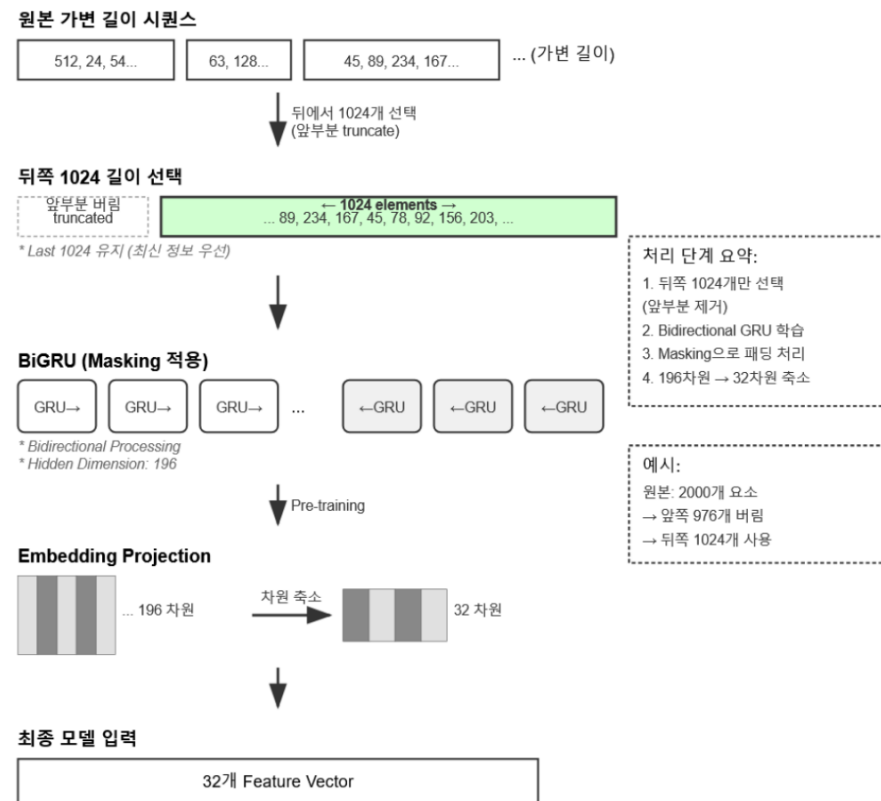 원본 가변 길이 시퀀스
512, 24, 54...
63, 128...
45, 89, 234, 167...
... (가변 길이)
뒤에서 1024개 선택
(앞부분 truncate)
뒤쪽 1024 길이 선택
앞부분 버림
truncated
← 1024 elements →
... 89, 234, 167, 45, 78, 92, 156, 203, ...
* Last 1024 유지 (최신 정보 우선)
처리 단계 요약:
1. 뒤쪽 1024개만 선택
(앞부분 제거)
2. Bidirectional GRU 학습
3. Masking으로 패딩 처리
4. 196차원 → 32차원 축소
BiGRU (Masking 적용)
GRU→
GRU→
GRU→
...
←GRU
←GRU
←GRU
* Bidirectional Processing
* Hidden Dimension: 196
예시:
원본: 2000개 요소
→ 앞쪽 976개 버림
→ 뒤쪽 1024개 사용
Pre-training
Embedding Projection
... 196 차원
차원 축소
32 차원
최종 모델 입력
32개 Feature Vector